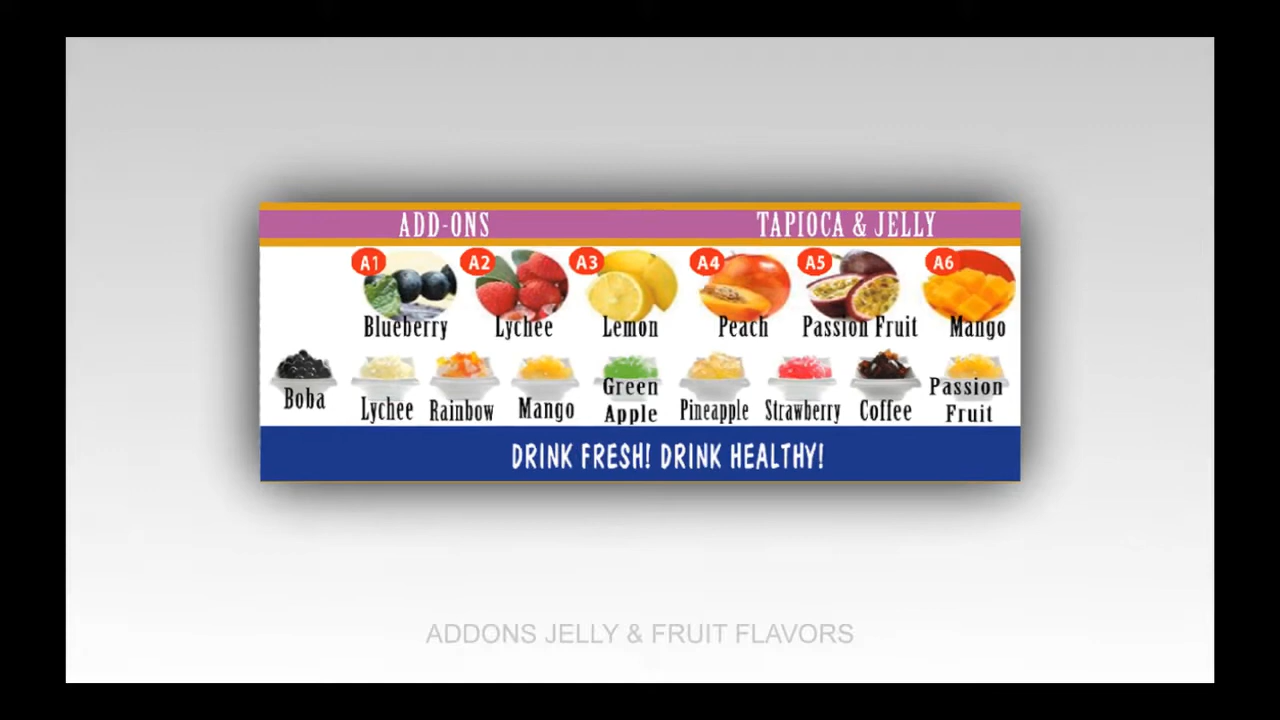 ADD-ONS TAPIOCA & JELLY
A1 A2 A3 A4 A5 A6
Blueberry Lychee Lemon Peach Passion Fruit Mango
Boba Lychee Rainbow Mango Green Apple Pineapple Strawberry Coffee Passion Fruit
DRINK FRESH! DRINK HEALTHY!
ADDONS JELLY & FRUIT FLAVORS